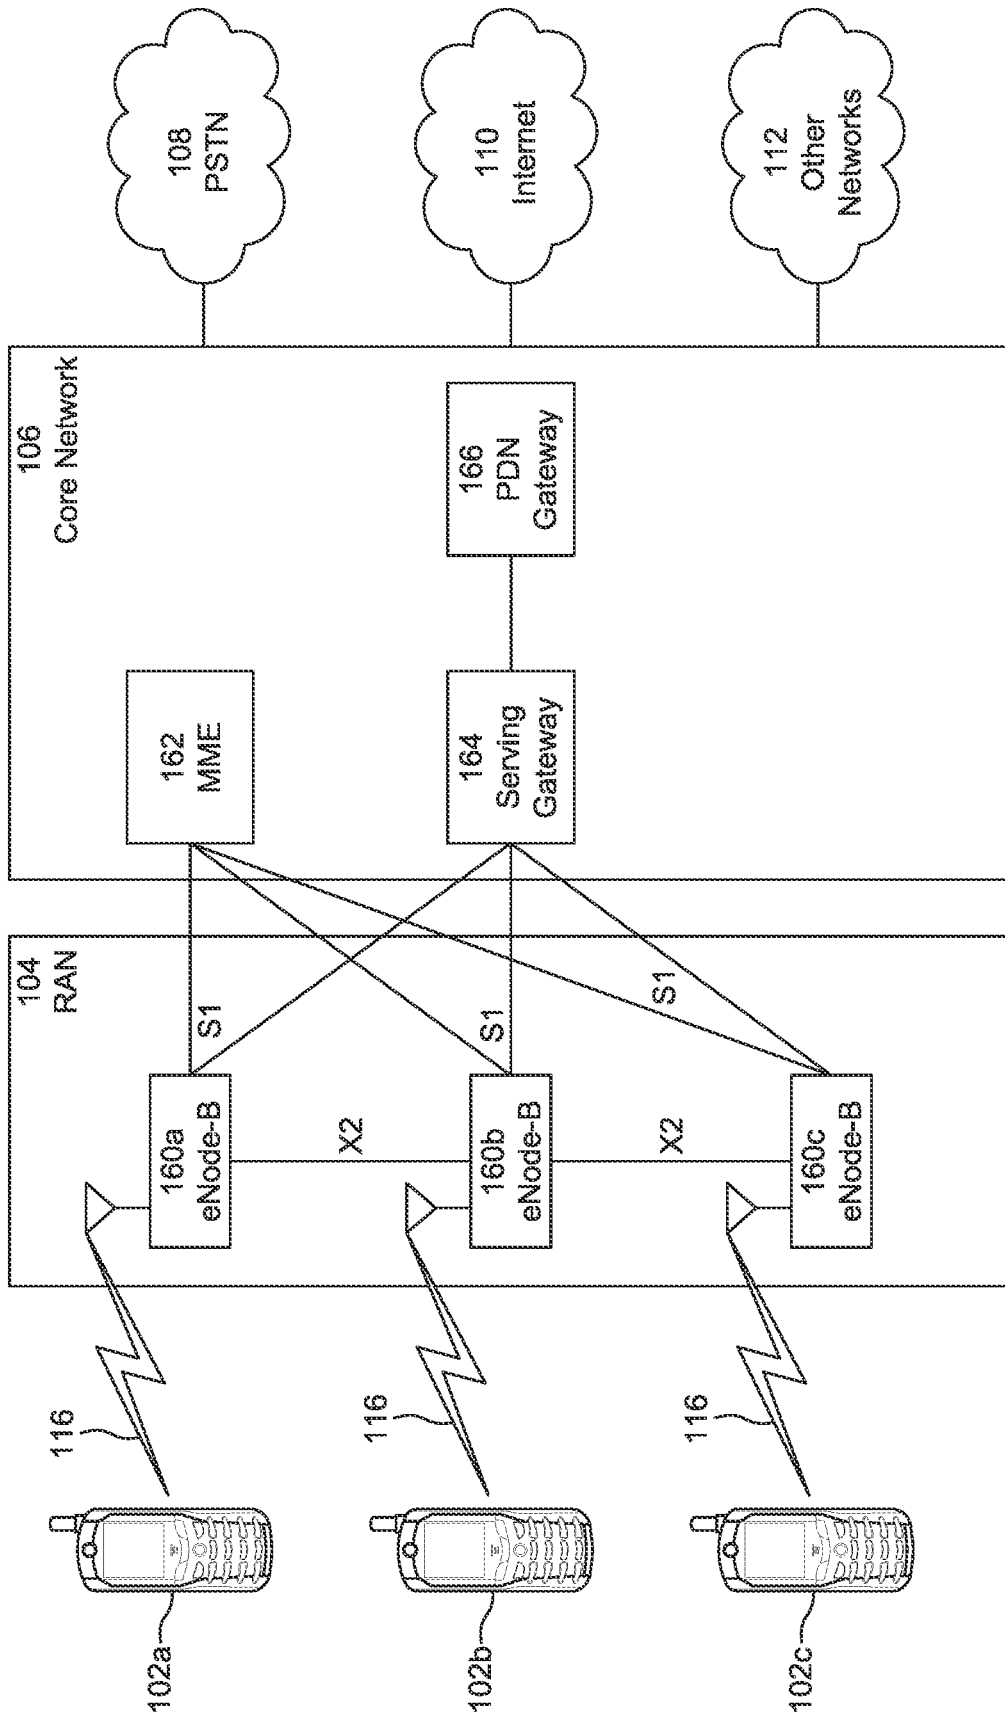 102a
116
160a
eNode-B
S1
104
RAN
162
MME
106
Core Network
108
PSTN
X2
102b
116
160b
eNode-B
S1
164
Serving
Gateway
166
PDN
Gateway
110
Internet
X2
102c
116
160c
eNode-B
S1
112
Other
Networks